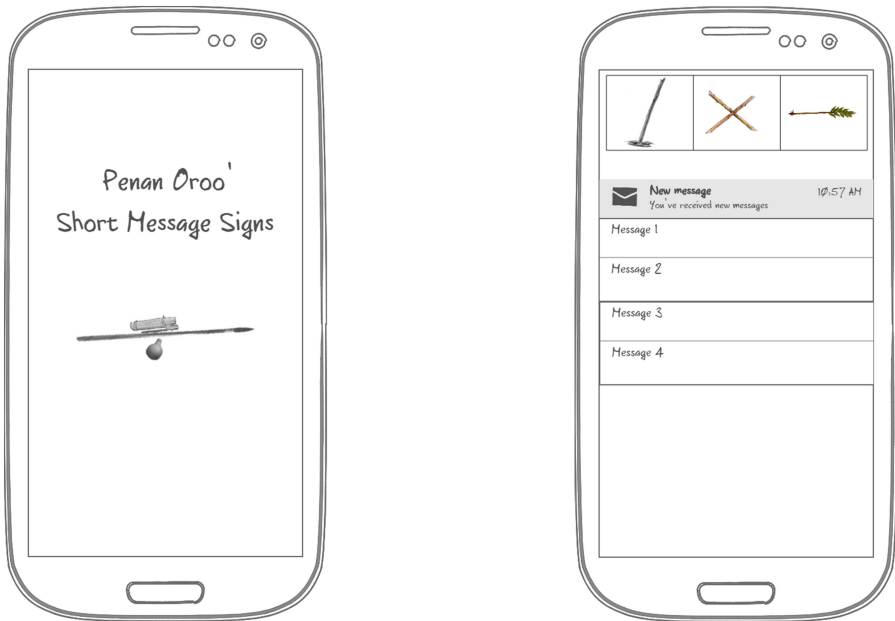 Penan Oroo'
Short Message Signs
New message 10:57 AM
You've received new messages
Message 1
Message 2
Message 3
Message 4